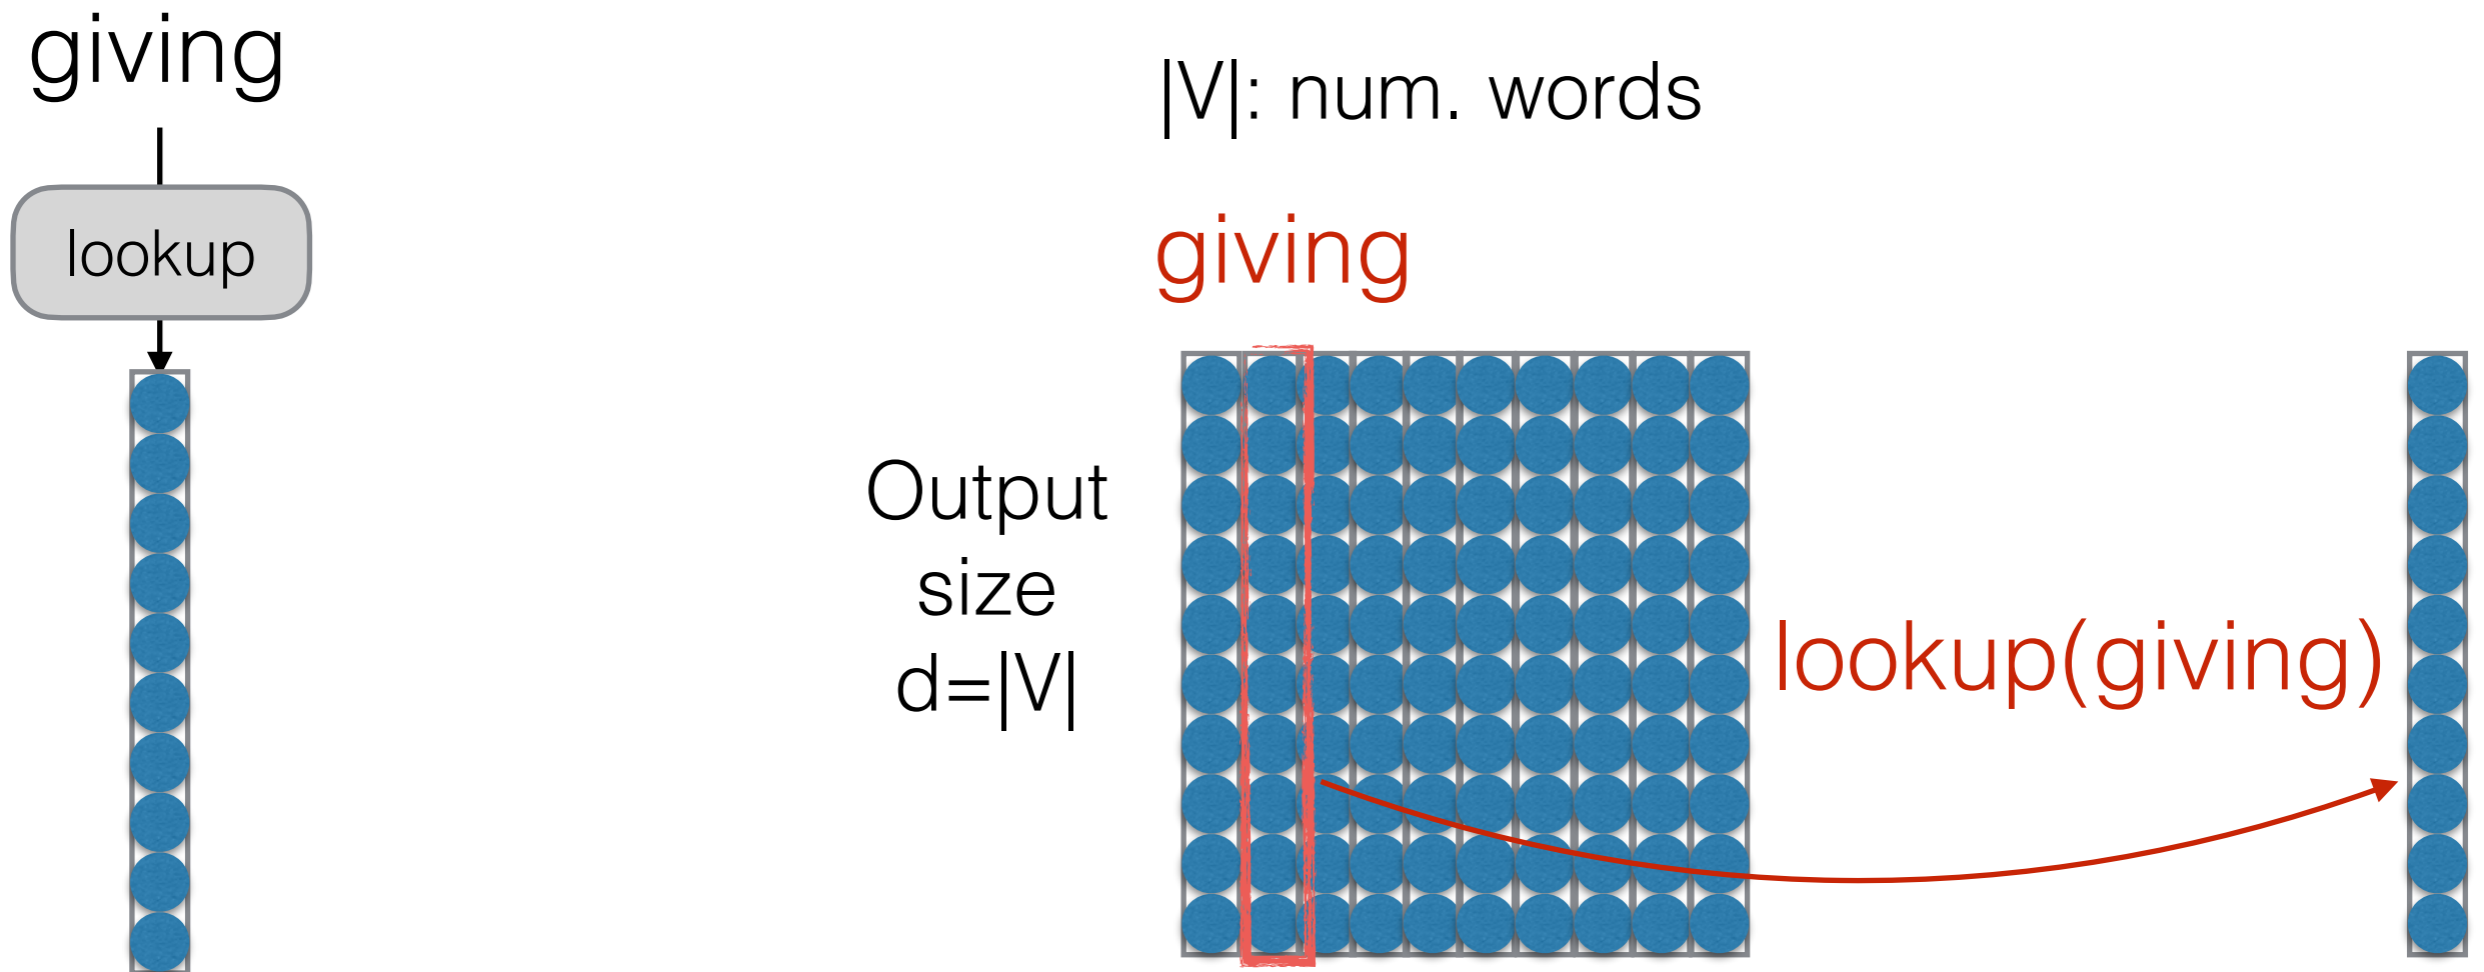 giving
lookup
|V|: num. words
giving
Output
size
d=|V|
lookup(giving)